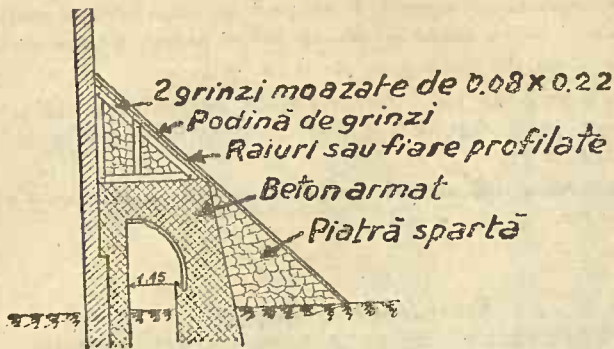 2 grinzi moazate de 0.08 x 0.22
Podină de grinzi
Raiuri sau fiare profilate
Beton armat
Piatră spartă
1,15